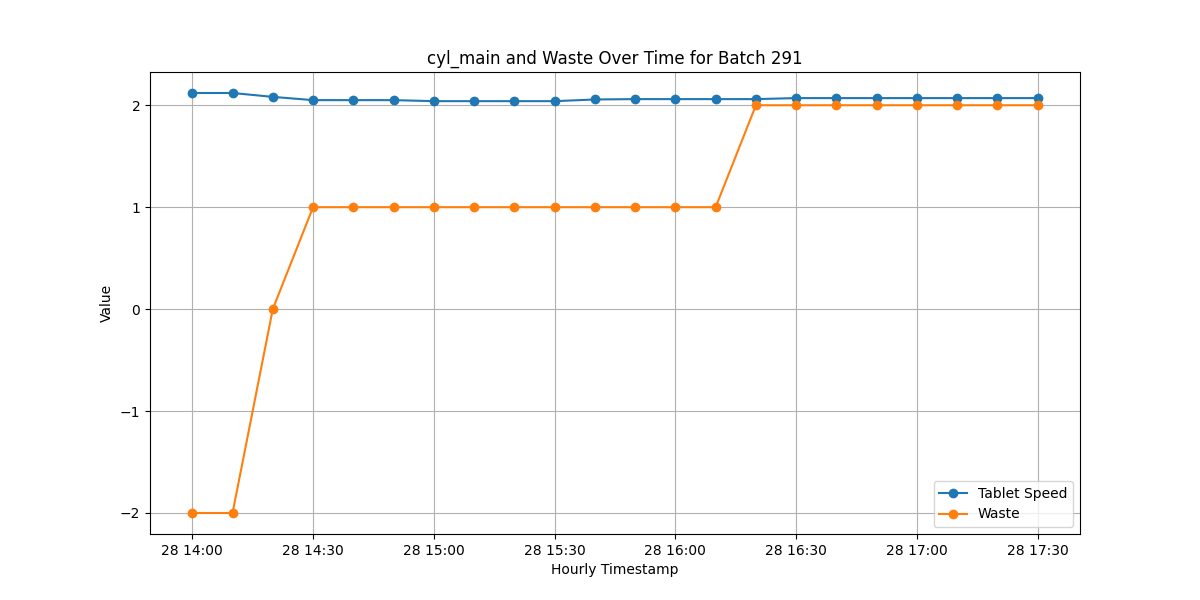 cyl_main and Waste Over Time for Batch 291
Value
2
1
0
−1
−2
Tablet Speed
Waste
28 14:00 28 14:30 28 15:00 28 15:30 28 16:00 28 16:30 28 17:00 28 17:30
Hourly Timestamp